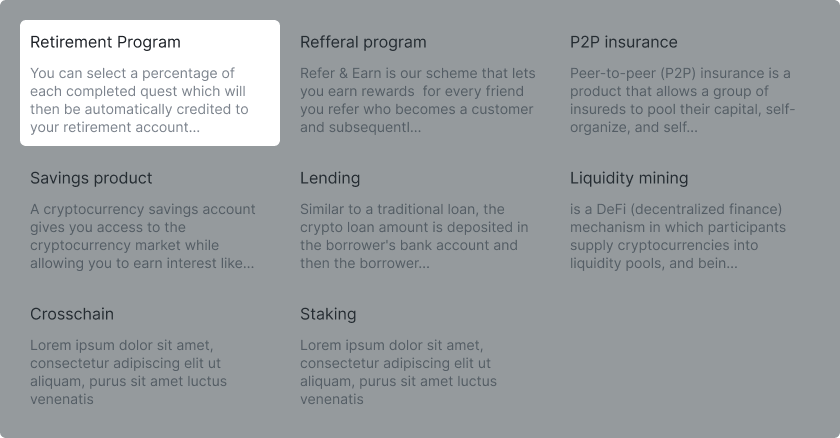 Retirement Program
You can select a percentage of
each completed quest which will
then be automatically credited to
your retirement account...
Refferal program
Refer & Earn is our scheme that lets
you earn rewards  for every friend
you refer who becomes a customer
and subsequentl...
P2P insurance
Peer-to-peer (P2P) insurance is a
product that allows a group of
insureds to pool their capital, self-
organize, and self...
Savings product
A cryptocurrency savings account
gives you access to the
cryptocurrency market while
allowing you to earn interest like...
Lending
Similar to a traditional loan, the
crypto loan amount is deposited in
the borrower's bank account and
then the borrower...
Liquidity mining
is a DeFi (decentralized finance)
mechanism in which participants
supply cryptocurrencies into
liquidity pools, and bein...
Crosschain
Lorem ipsum dolor sit amet,
consectetur adipiscing elit ut
aliquam, purus sit amet luctus
venenatis
Staking
Lorem ipsum dolor sit amet,
consectetur adipiscing elit ut
aliquam, purus sit amet luctus
venenatis